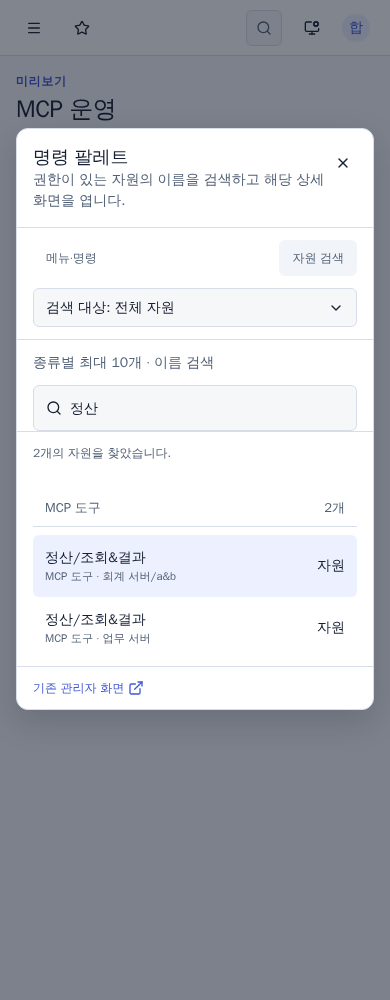 합
미리보기
MCP 운영
명령 팔레트
권한이 있는 자원의 이름을 검색하고 해당 상세
화면을 엽니다.
메뉴·명령
자원 검색
검색 대상: 전체 자원
종류별 최대 10개 · 이름 검색
정산
2개의 자원을 찾았습니다.
MCP 도구
2개
정산/조회&결과
MCP 도구 · 회계 서버/a&b
자원
정산/조회&결과
MCP 도구 · 업무 서버
자원
기존 관리자 화면